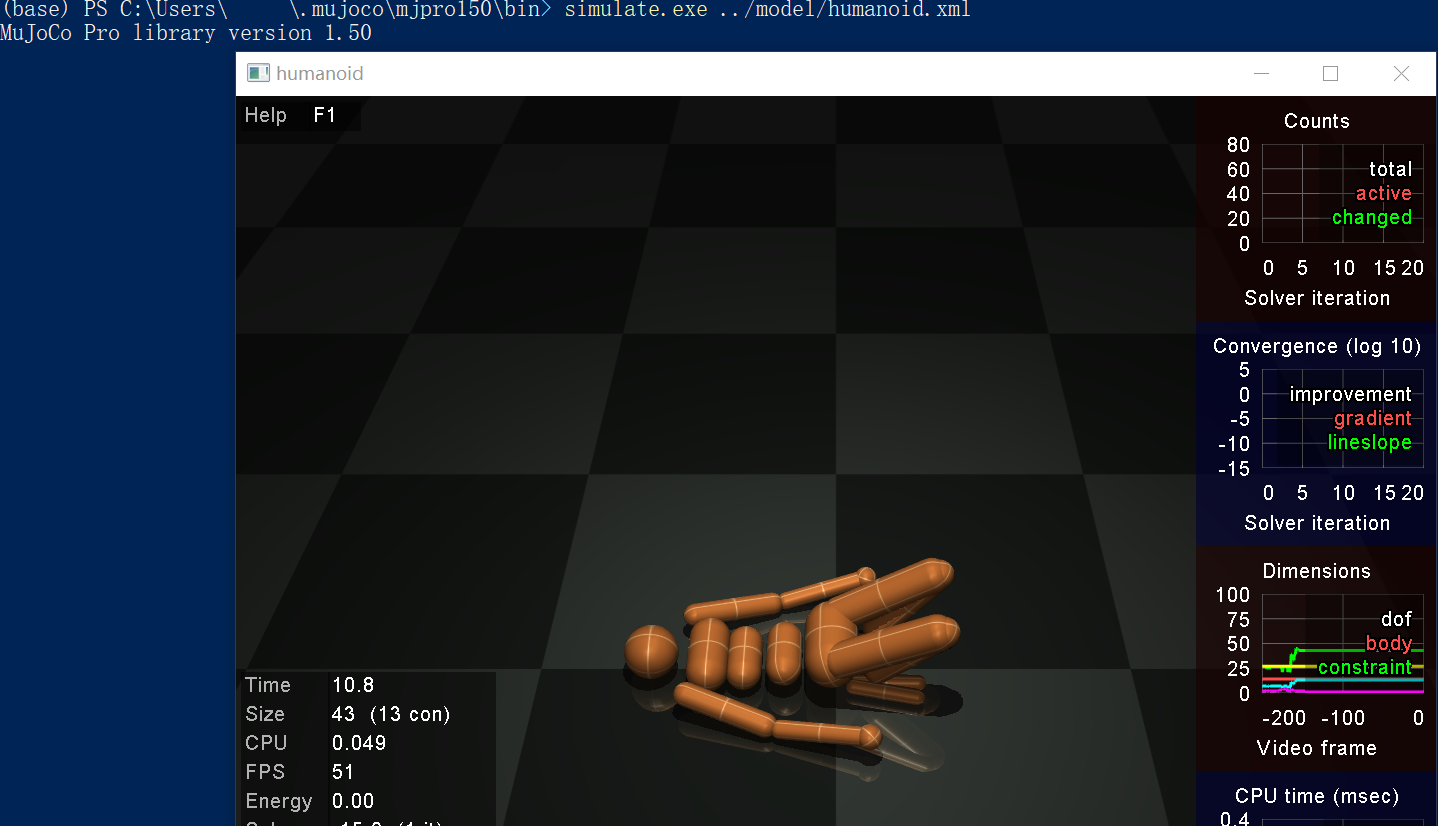 (base) PS C:\Users\ \.mujoco\mjpro150\bin> simulate.exe ../model/humanoid.xml
MuJoCo Pro library version 1.50
humanoid
Help F1
Counts
80
60
40
20
0
total
active
changed
0 5 10 15 20
Solver iteration
Convergence (log 10)
5
0
-5
-10
-15
improvement
gradient
lineslope
0 5 10 15 20
Solver iteration
Dimensions
100
75
50
25
0
dof
body
constraint
-200 -100 0
Video frame
CPU time (msec)
0.4
Time 10.8
Size 43 (13 con)
CPU 0.049
FPS 51
Energy 0.00